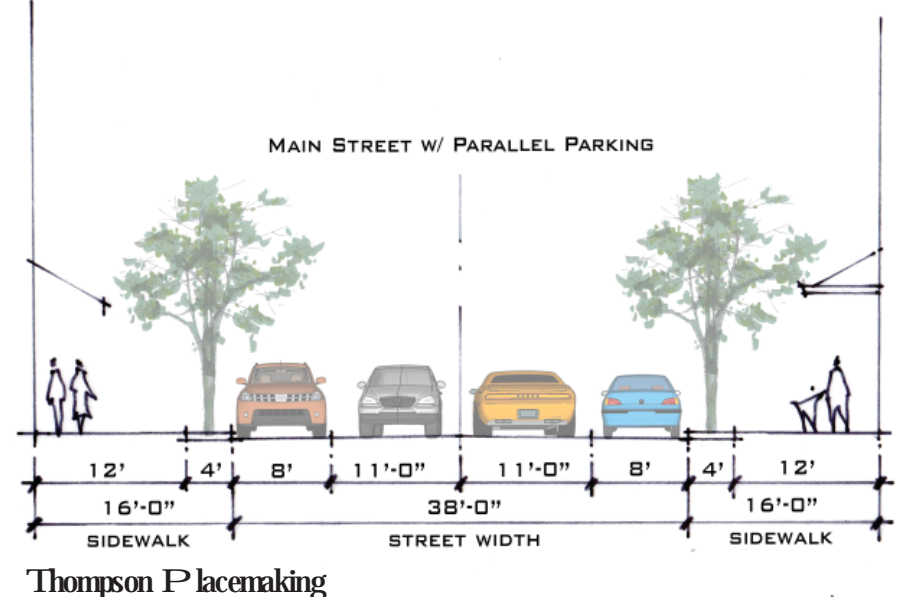 MAIN STREET W/ PARALLEL PARKING
12' 4' 8' 11'-0" 11'-0" 8' 4' 12'
16'-0" 38'-0" 16'-0"
SIDEWALK STREET WIDTH SIDEWALK
Thompson Placemaking